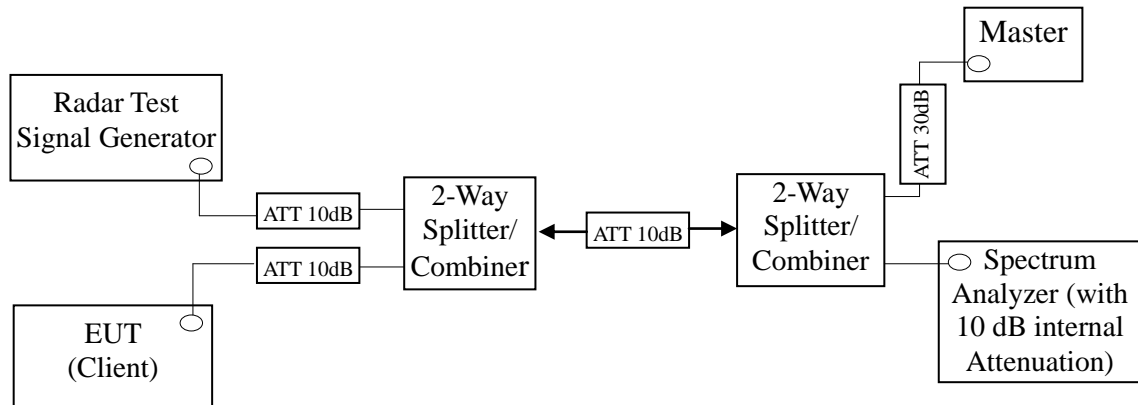 Master
Radar Test
Signal Generator
ATT 30dB
ATT 10dB
2-Way
Splitter/
Combiner
ATT 10dB
2-Way
Splitter/
Combiner
ATT 10dB
EUT
(Client)
Spectrum
Analyzer (with
10 dB internal
Attenuation)